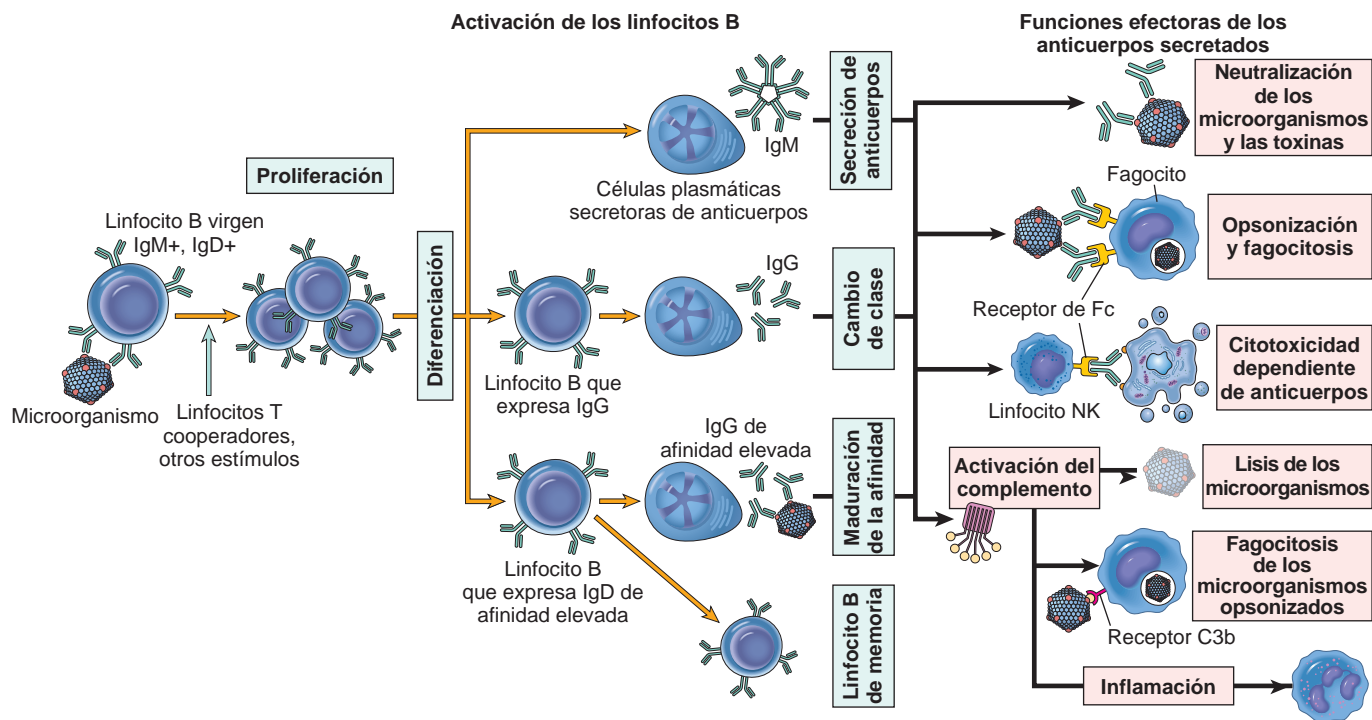 Activación de los linfocitos B
Proliferación
Linfocito B virgen
IgM+, IgD+
Microorganismo
Linfocitos T
cooperadores,
otros estímulos
Diferenciación
IgM
Células plasmáticas
secretoras de anticuerpos
Secreción de
anticuerpos
Linfocito B que
expresa IgG
IgG
Cambio
de clase
Linfocito B
que expresa IgD de
afinidad elevada
IgG de
afinidad elevada
Maduración
de la afinidad
Linfocito B
de memoria
Funciones efectoras de los
anticuerpos secretados
Neutralización
de los
microorganismos
y las toxinas
Fagocito
Opsonización
y fagocitosis
Receptor de Fc
Linfocito NK
Citotoxicidad
dependiente
de anticuerpos
Activación del
complemento
Lisis de los
microorganismos
Fagocitosis
de los
microorganismos
opsonizados
Receptor C3b
Inflamación